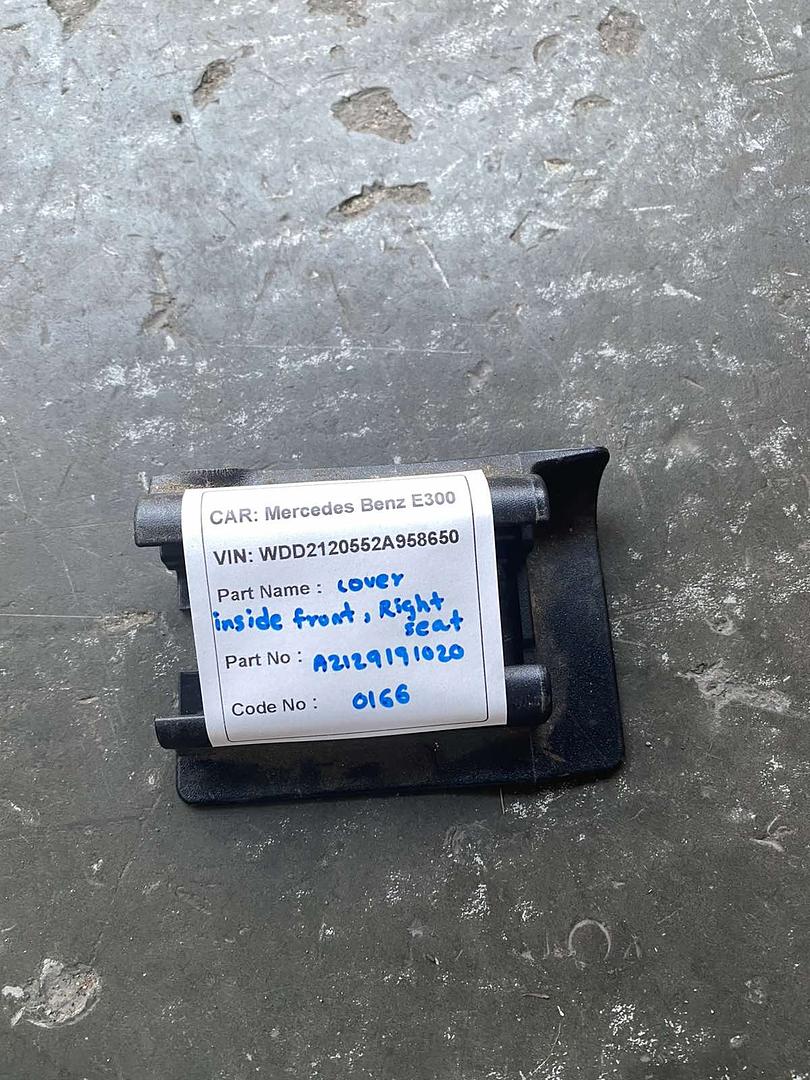 CAR: Mercedes Benz E300
VIN: WDD2120552A958650
Part Name : cover
inside front, Right
seat
Part No : A2129191020
Code No : 0166